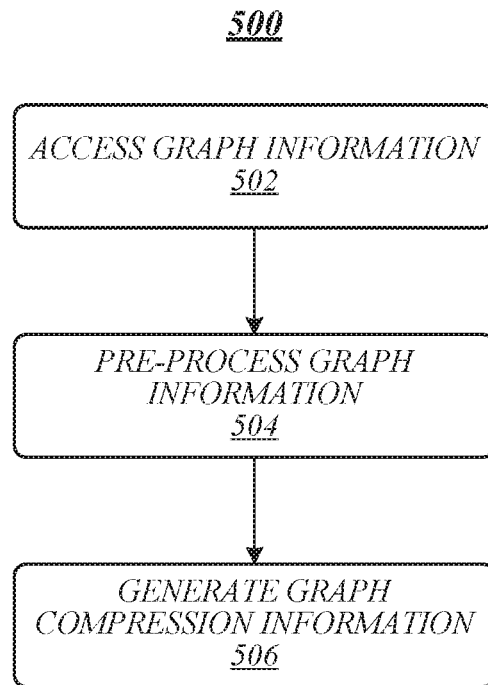 500
ACCESS GRAPH INFORMATION
502
PRE-PROCESS GRAPH
INFORMATION
504
GENERATE GRAPH
COMPRESSION INFORMATION
506